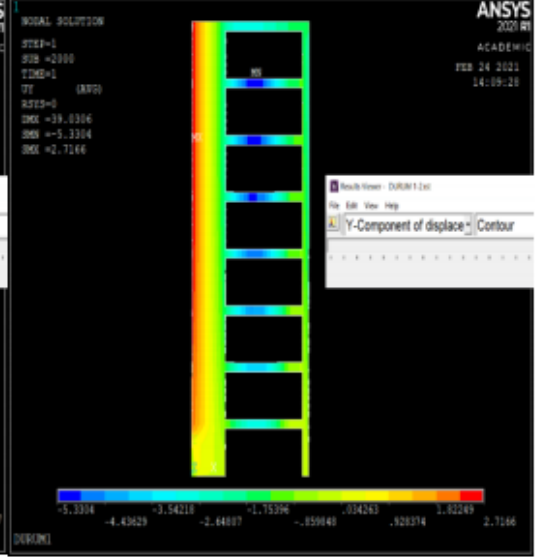 1
NODAL SOLUTION
STEP=1
SUB =2000
TIME=1
UY (AVG)
RSYS=0
DMX =39.0306
SMN =-5.3304
SMX =2.7166
ANSYS
2021 R1
ACADEMIC
FEB 24 2021
14:09:28
MN
MX
Results Viewer - DURUM 1-2.rst
File Edit View Help
Y-Component of displace
Contour
X
-5.3304 -3.54218 -1.75396 .034263 1.82249
-4.43629 -2.64807 -.859848 .928374 2.7166
DURUM1